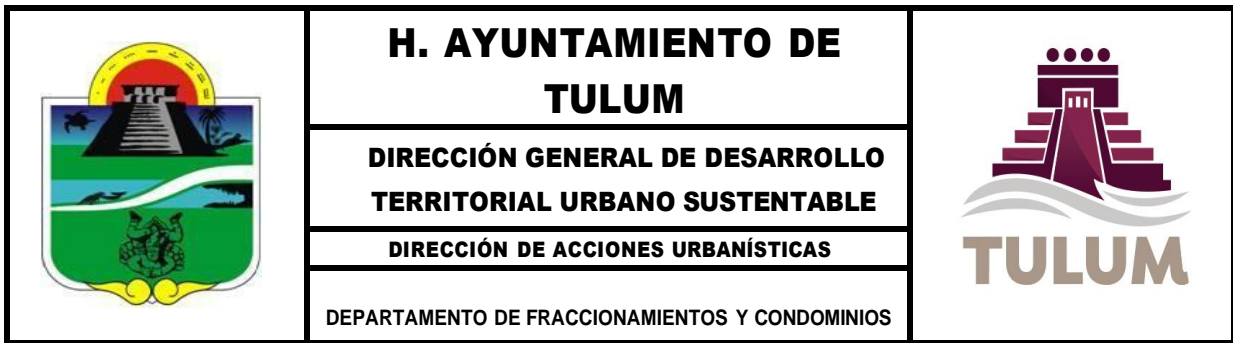 H. AYUNTAMIENTO DE
TULUM
DIRECCIÓN GENERAL DE DESARROLLO
TERRITORIAL URBANO SUSTENTABLE
DIRECCIÓN DE ACCIONES URBANÍSTICAS
DEPARTAMENTO DE FRACCIONAMIENTOS Y CONDOMINIOS
TULUM